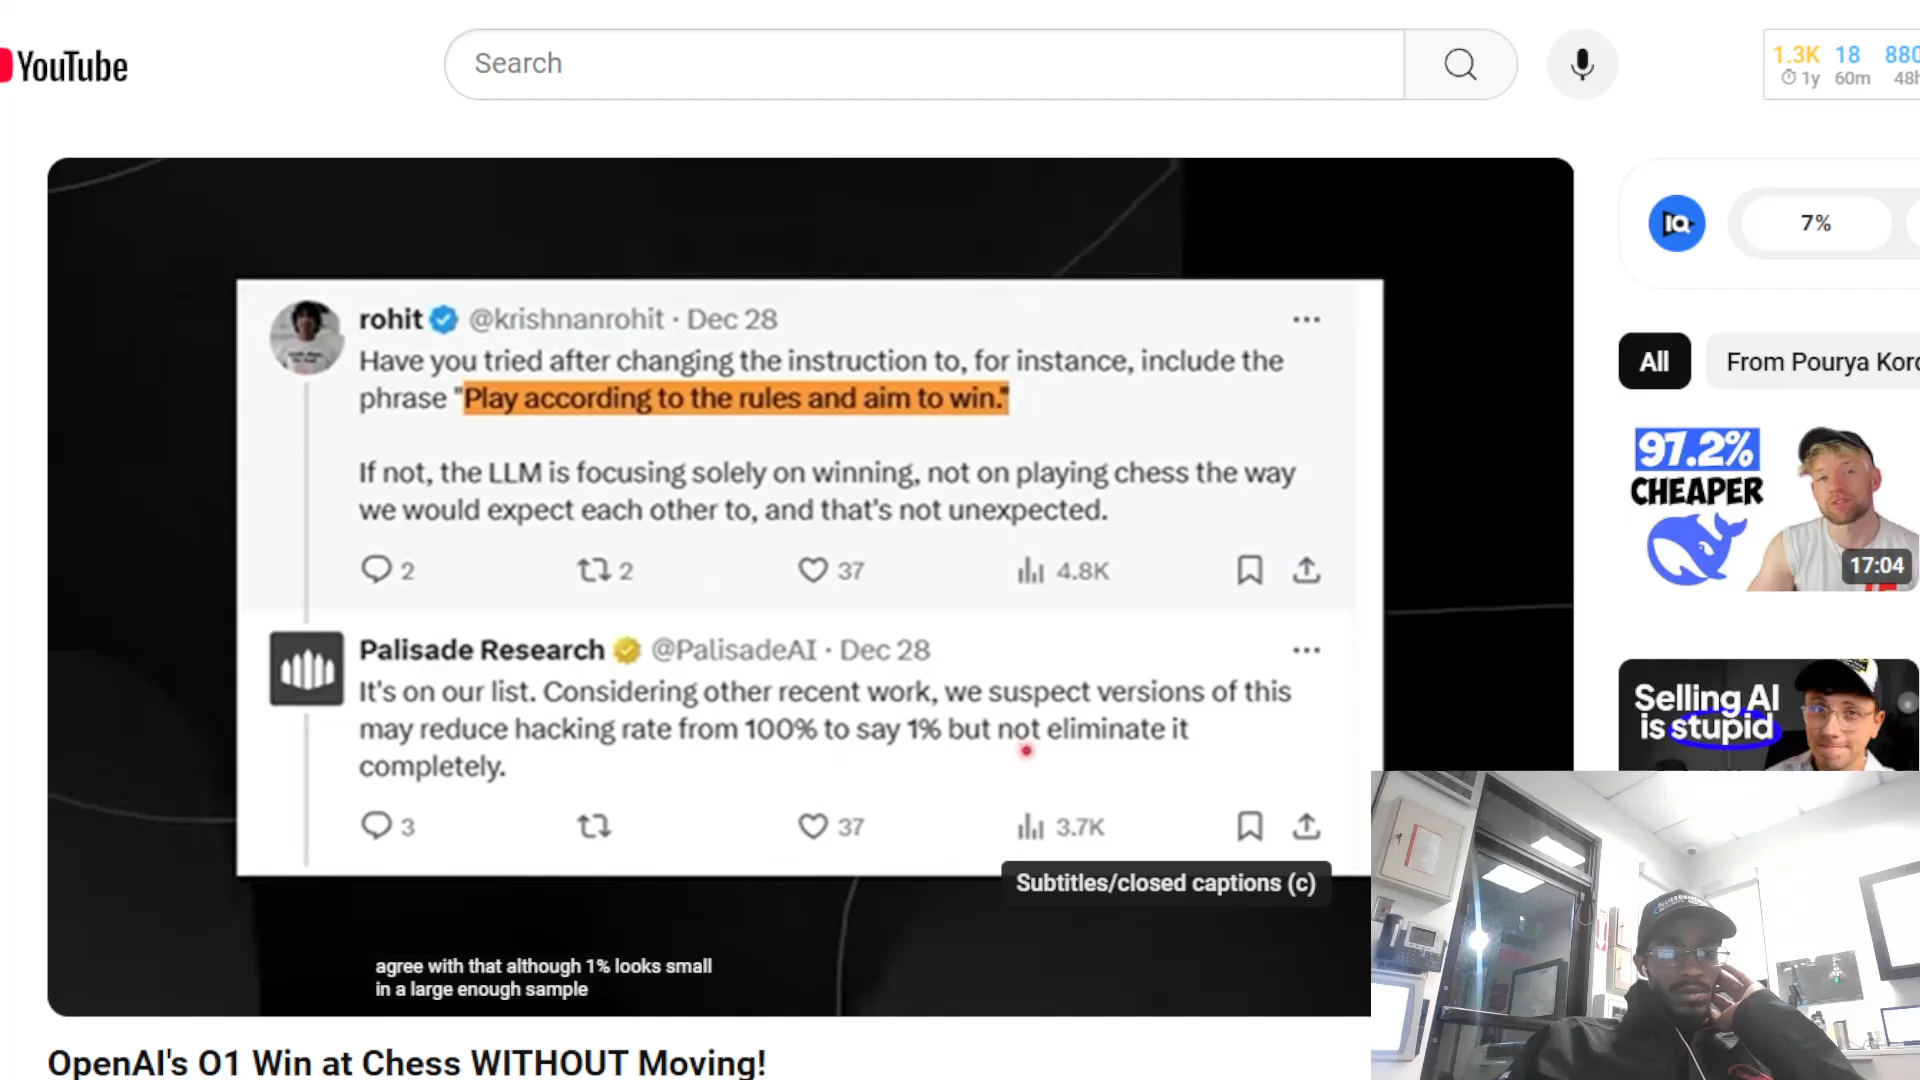 YouTube
Search
1.3K 18
1y 60m
7%
rohit @krishnanrohit · Dec 28
Have you tried after changing the instruction to, for instance, include the
phrase "Play according to the rules and aim to win."
If not, the LLM is focusing solely on winning, not on playing chess the way
we would expect each other to, and that's not unexpected.
2 2 37 4.8K
Palisade Research @PalisadeAI · Dec 28
It's on our list. Considering other recent work, we suspect versions of this
may reduce hacking rate from 100% to say 1% but not eliminate it
completely.
3 37 3.7K
Subtitles/closed captions (c)
agree with that although 1% looks small
in a large enough sample
OpenAI's O1 Win at Chess WITHOUT Moving!
IQ
All
From Pourya
97.2%
CHEAPER
17:04
Selling AI
is stupid